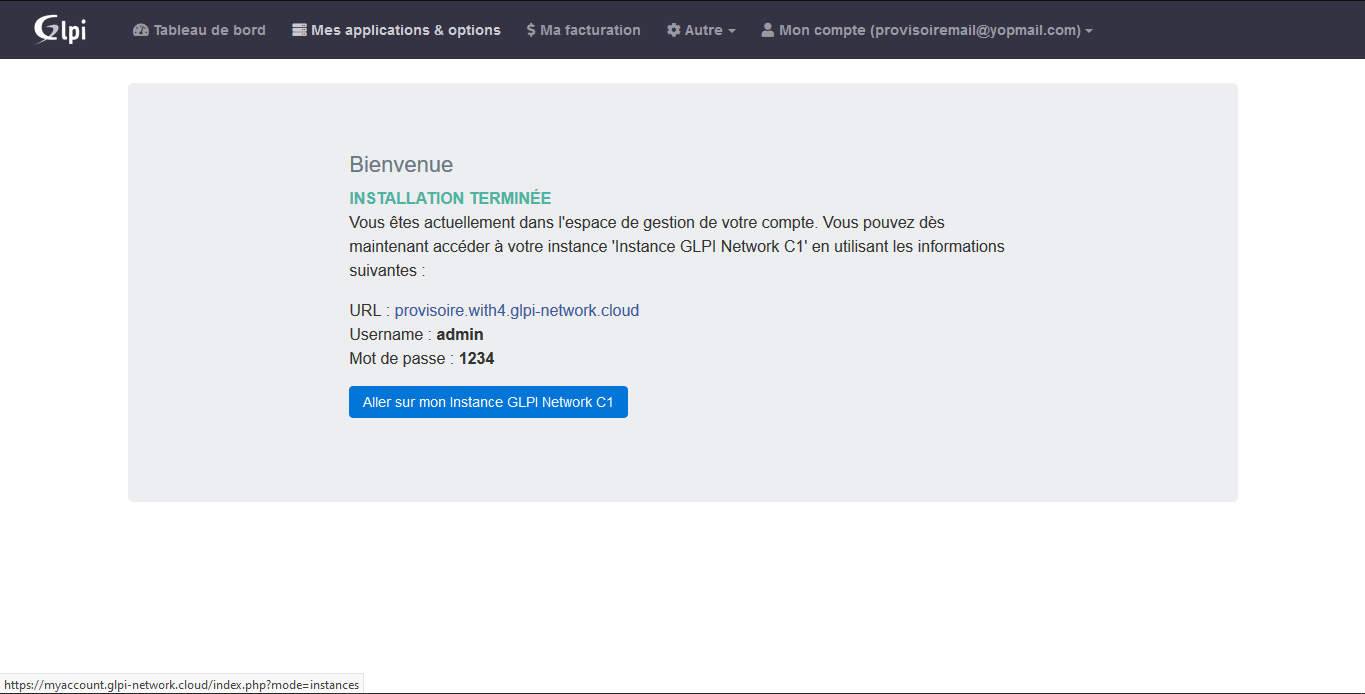 Glpi
Tableau de bord
Mes applications & options
$ Ma facturation
Autre
Mon compte (provisoiremail@yopmail.com)
Bienvenue
INSTALLATION TERMINÉE
Vous êtes actuellement dans l'espace de gestion de votre compte. Vous pouvez dès
maintenant accéder à votre instance 'Instance GLPI Network C1' en utilisant les informations
suivantes :
URL : provisoire.with4.glpi-network.cloud
Username : admin
Mot de passe : 1234
Aller sur mon Instance GLPI Network C1
https://myaccount.glpi-network.cloud/index.php?mode=instances